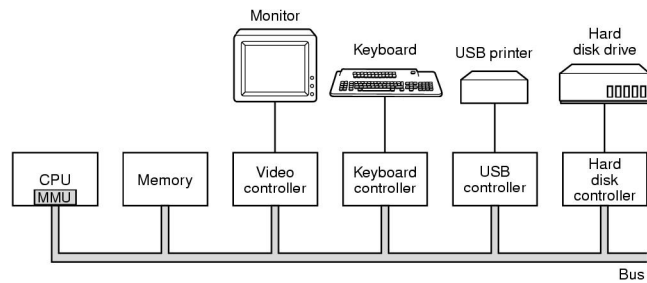 Monitor
Keyboard
USB printer
Hard
disk drive
CPU
MMU
Memory
Video
controller
Keyboard
controller
USB
controller
Hard
disk
controller
Bus